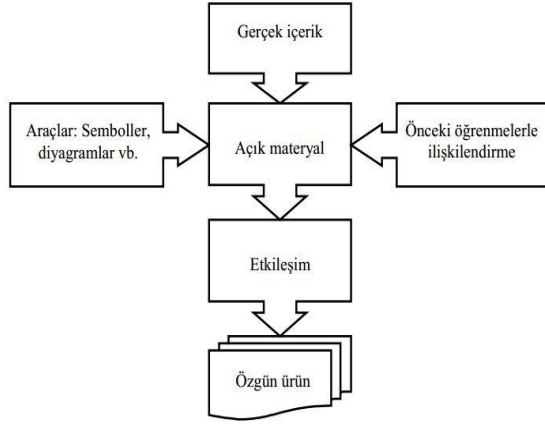 Gerçek içerik
Araçlar: Semboller,
diyagramlar vb.
Açık materyal
Önceki öğrenmelerle
ilişkilendirme
Etkileşim
Özgün ürün